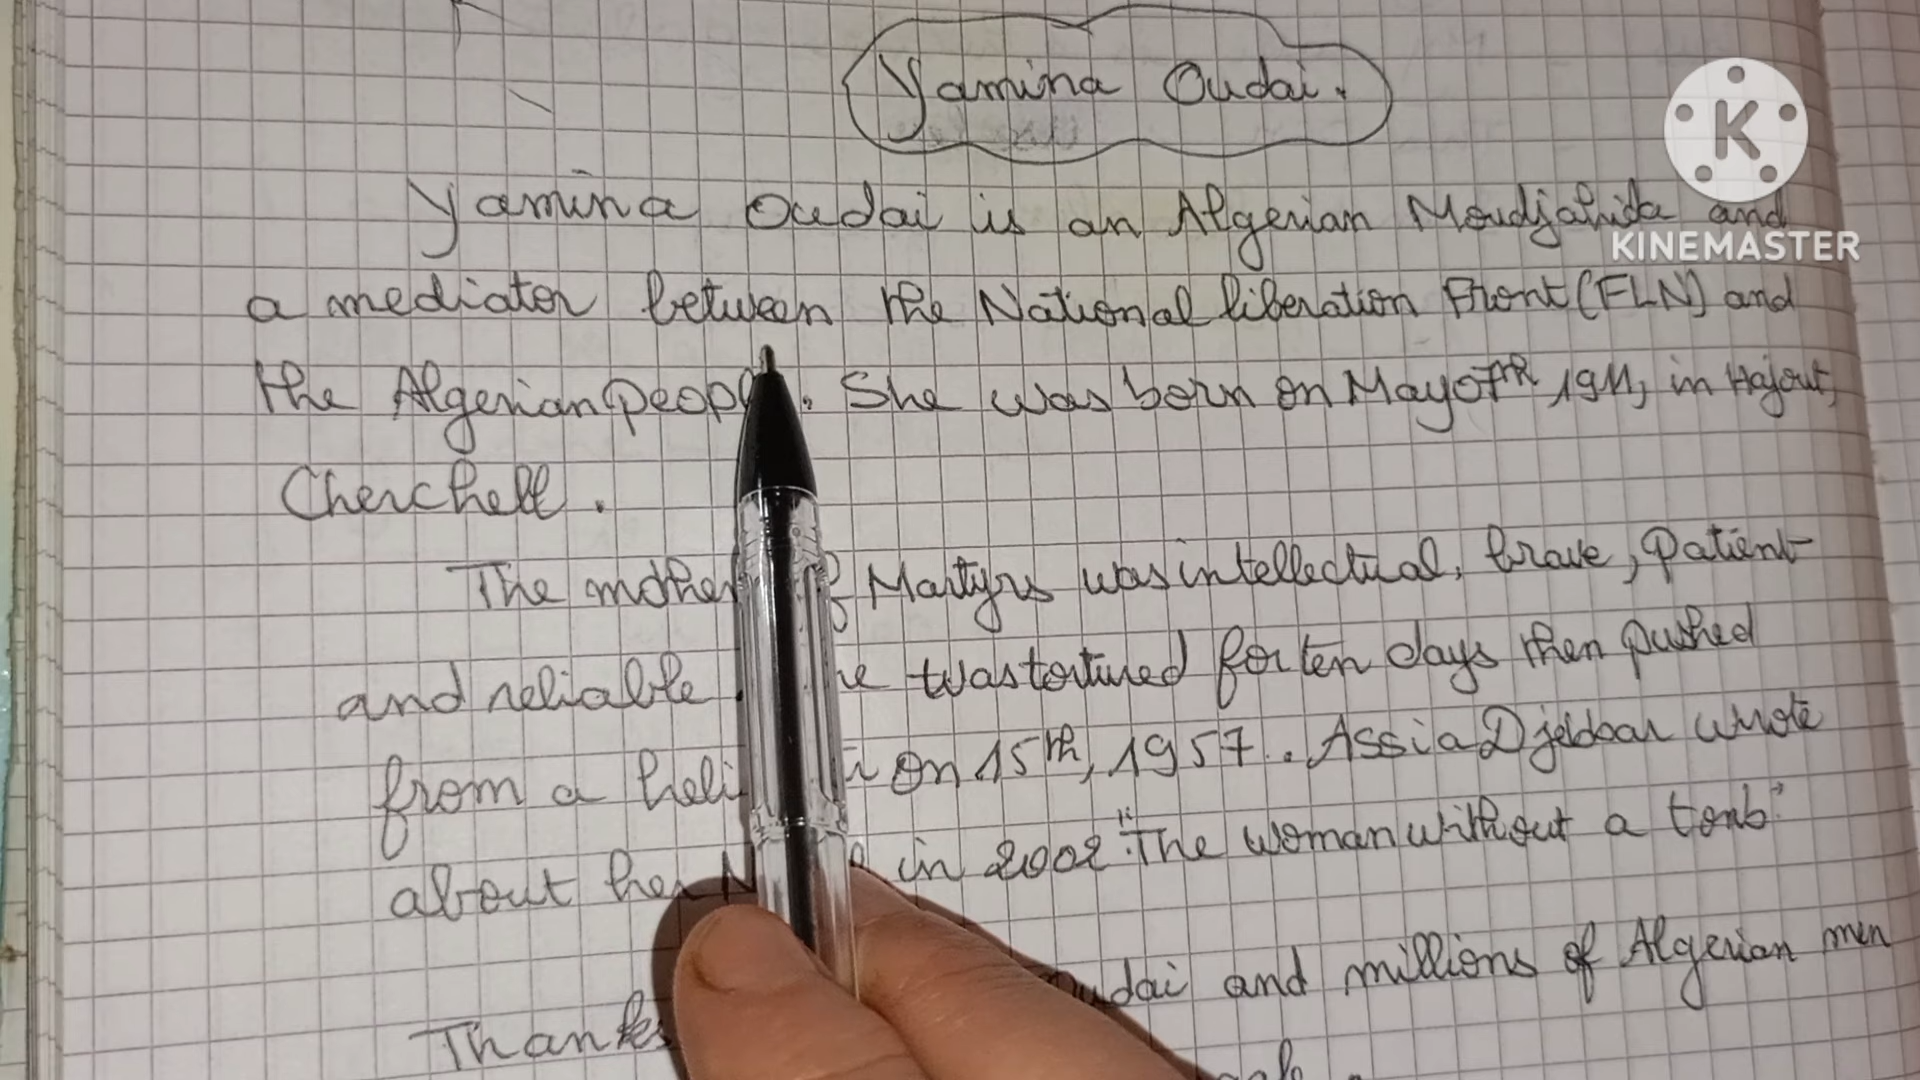 Yamina Oudai.
Yamina Oudai is an Algerian Moudjahida and
a mediator between the National liberation Front (FLN) and
the Algerian people. She was born on May 07th 1911, in Hajout,
Cherchell.
The mother of Martyrs was intellectual, brave, patient
and reliable. was tortured for ten days then pushed
from a on 15th, 1957. Assia Djebbar wrote
about her in 2002 "The woman without a tomb"
Thanks Oudai and millions of Algerian men
K
KINEMASTER